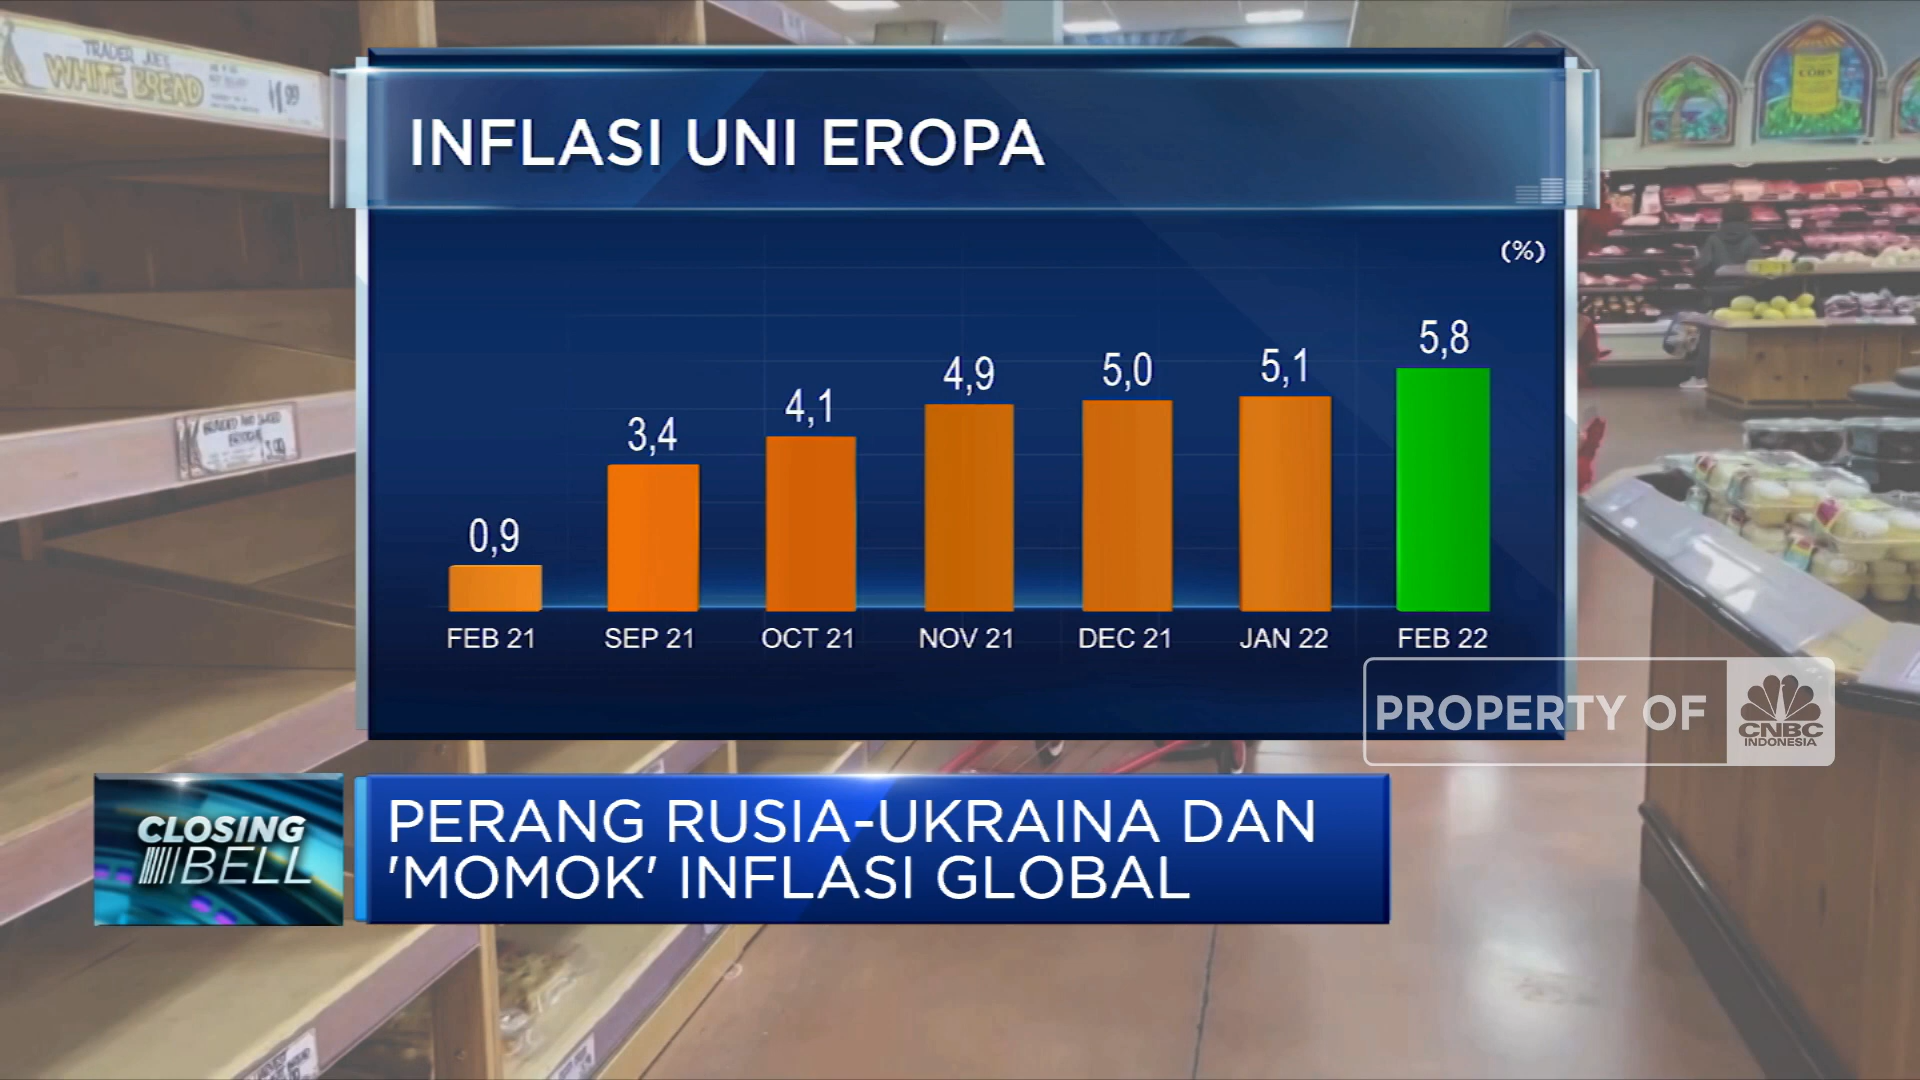 TRADER JOE'S
WHITE BREAD
INFLASI UNI EROPA
(%)
0,9
3,4
4,1
4,9
5,0
5,1
5,8
FEB 21
SEP 21
OCT 21
NOV 21
DEC 21
JAN 22
FEB 22
PROPERTY OF
CNBC
INDONESIA
CLOSING
BELL
PERANG RUSIA-UKRAINA DAN
'MOMOK' INFLASI GLOBAL